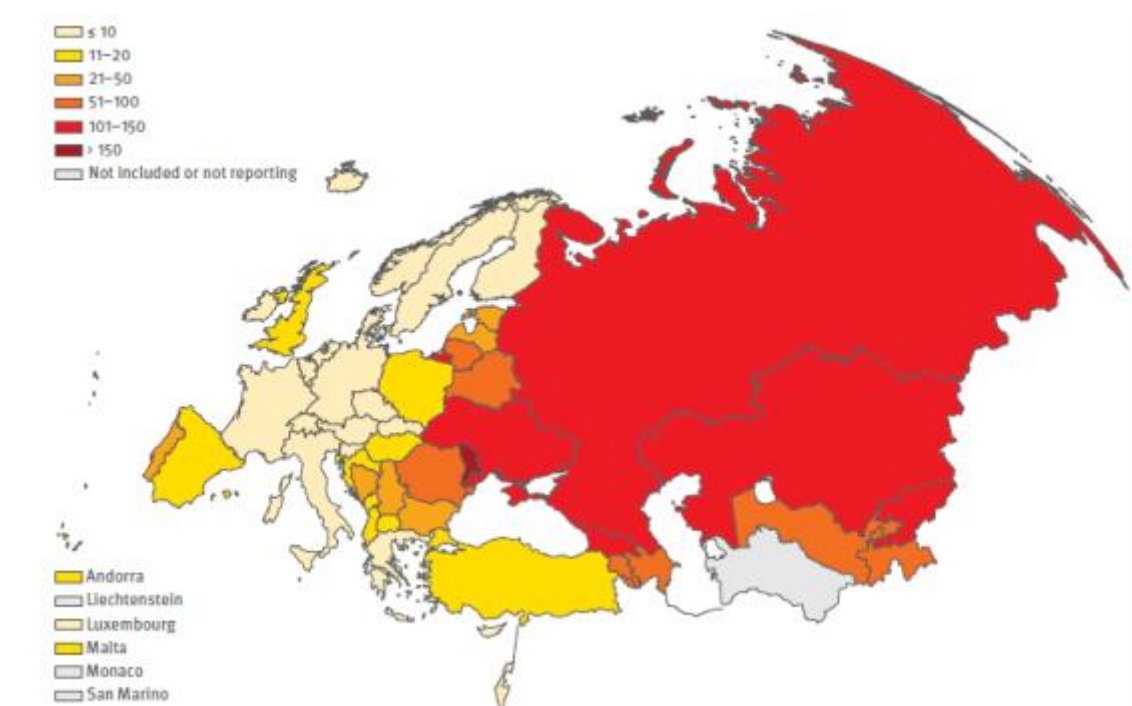 ≤ 10
11–20
21–50
51–100
101–150
> 150
Not included or not reporting
Andorra
Liechtenstein
Luxembourg
Malta
Monaco
San Marino